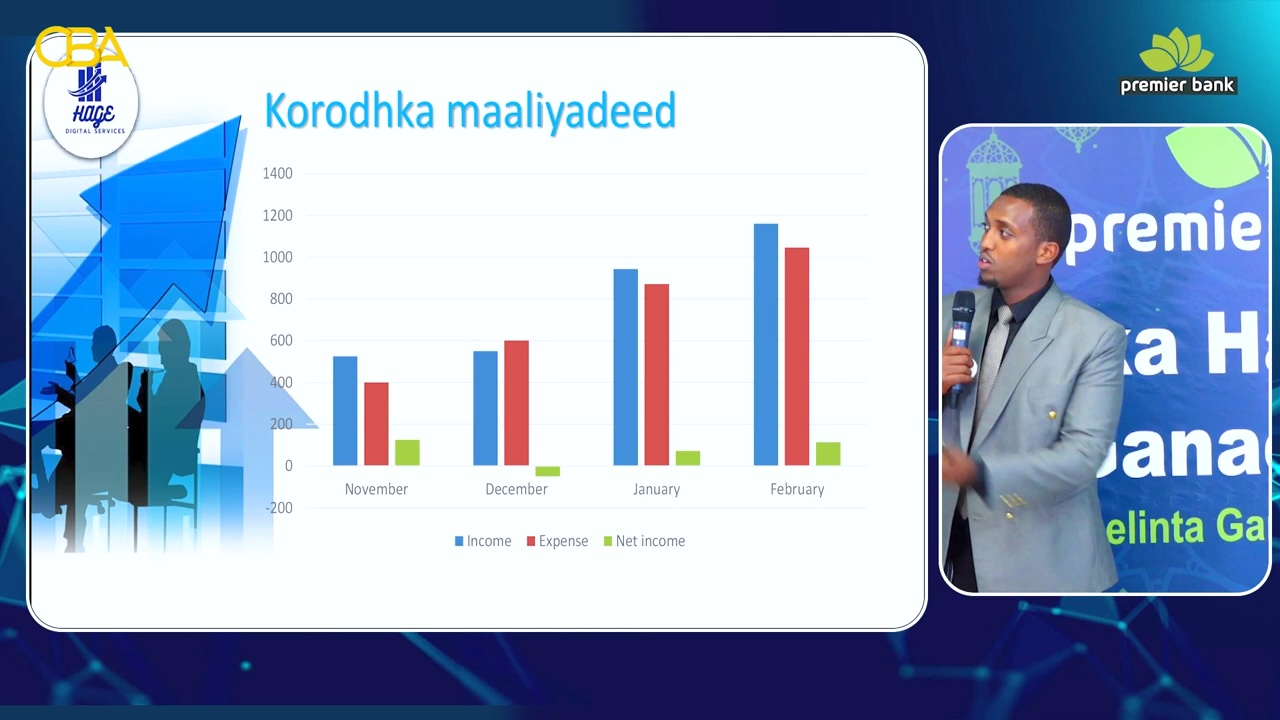 CBA
HAGE
DIGITAL SERVICES
Korodhka maaliyadeed
1400
1200
1000
800
600
400
200
0
-200
November December January February
Income Expense Net income
premier bank
premie
ka Ha
elinta Ga